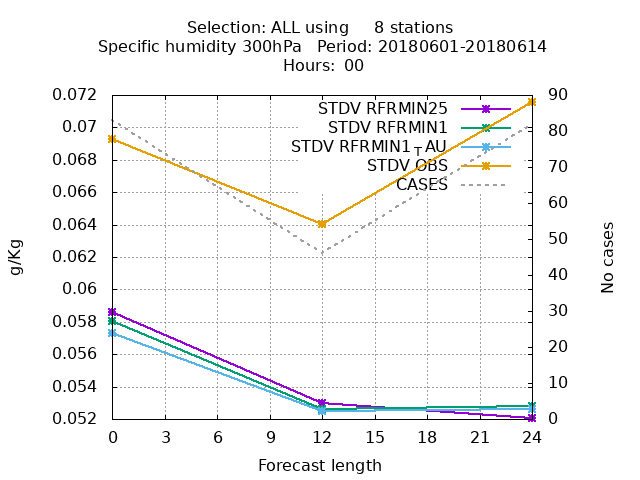 Selection: ALL using     8 stations
Specific humidity 300hPa   Period: 20180601-20180614
Hours: 00
0.072
0.07
0.068
0.066
0.064
0.062
0.06
0.058
0.056
0.054
0.052
90
80
70
60
50
40
30
20
10
0
STDV RFRMIN25
STDV RFRMIN1
STDV RFRMIN1TAU
STDV OBS
CASES
g/Kg
No cases
0 3 6 9 12 15 18 21 24
Forecast length